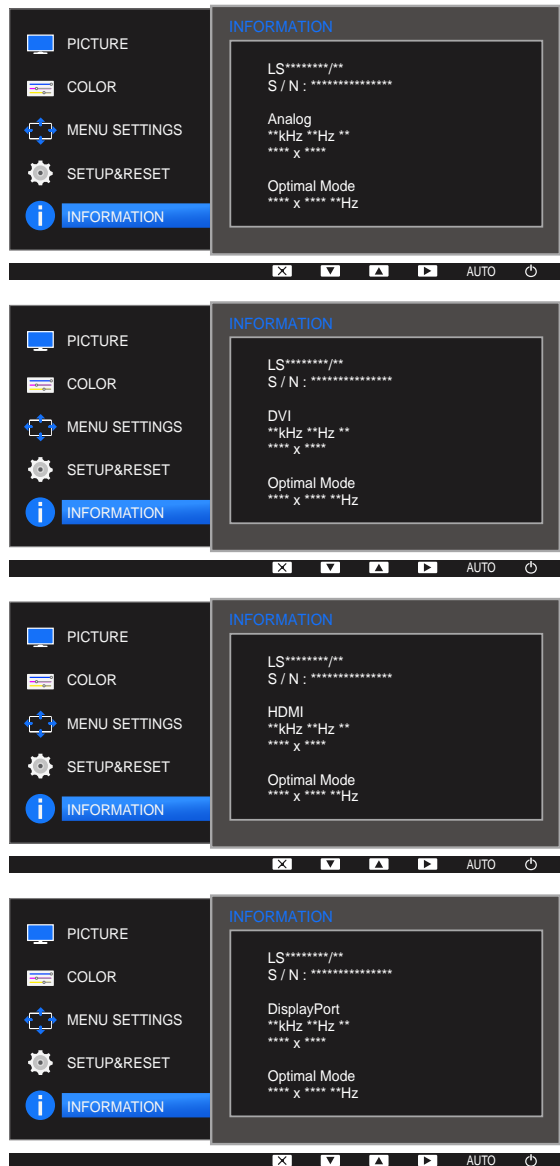 PICTURE
COLOR
MENU SETTINGS
SETUP&RESET
INFORMATION
INFORMATION
LS********/**
S / N : ***************
Analog
**kHz **Hz **
**** x ****
Optimal Mode
**** x **** **Hz
AUTO
PICTURE
COLOR
MENU SETTINGS
SETUP&RESET
INFORMATION
INFORMATION
LS********/**
S / N : ***************
DVI
**kHz **Hz **
**** x ****
Optimal Mode
**** x **** **Hz
AUTO
PICTURE
COLOR
MENU SETTINGS
SETUP&RESET
INFORMATION
INFORMATION
LS********/**
S / N : ***************
HDMI
**kHz **Hz **
**** x ****
Optimal Mode
**** x **** **Hz
AUTO
PICTURE
COLOR
MENU SETTINGS
SETUP&RESET
INFORMATION
INFORMATION
LS********/**
S / N : ***************
DisplayPort
**kHz **Hz **
**** x ****
Optimal Mode
**** x **** **Hz
AUTO